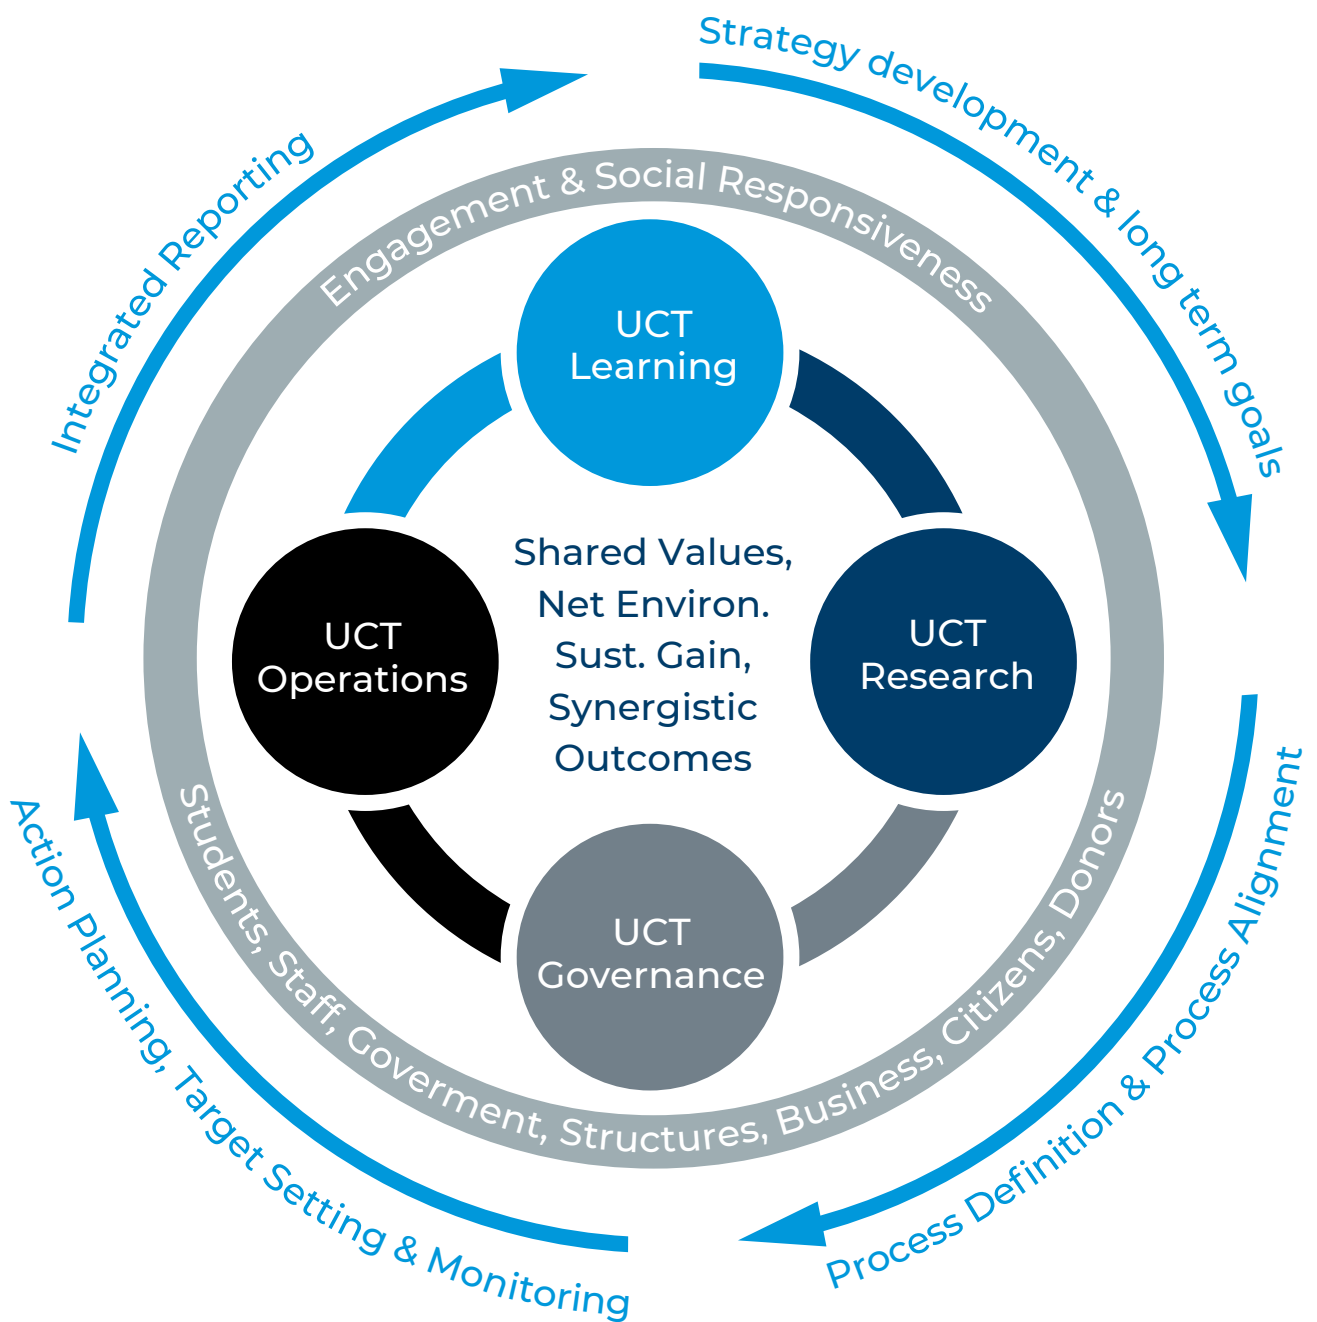 Strategy development & long term goals
Integrated Reporting
Engagement & Social Responsiveness
UCT
Learning
Shared Values,
Net Environ.
Sust. Gain,
Synergistic
Outcomes
UCT
Operations
UCT
Research
UCT
Governance
Students, Staff, Goverment, Structures, Business, Citizens, Donors
Process Definition & Process Alignment
Action Planning, Target Setting & Monitoring